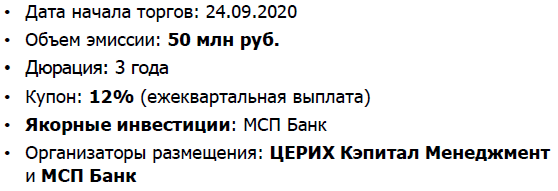 • Дата начала торгов: 24.09.2020
• Объем эмиссии: 50 млн руб.
• Дюрация: 3 года
• Купон: 12% (ежеквартальная выплата)
• Якорные инвестиции: МСП Банк
• Организаторы размещения: ЦЕРИХ Кэпитал Менеджмент
и МСП Банк